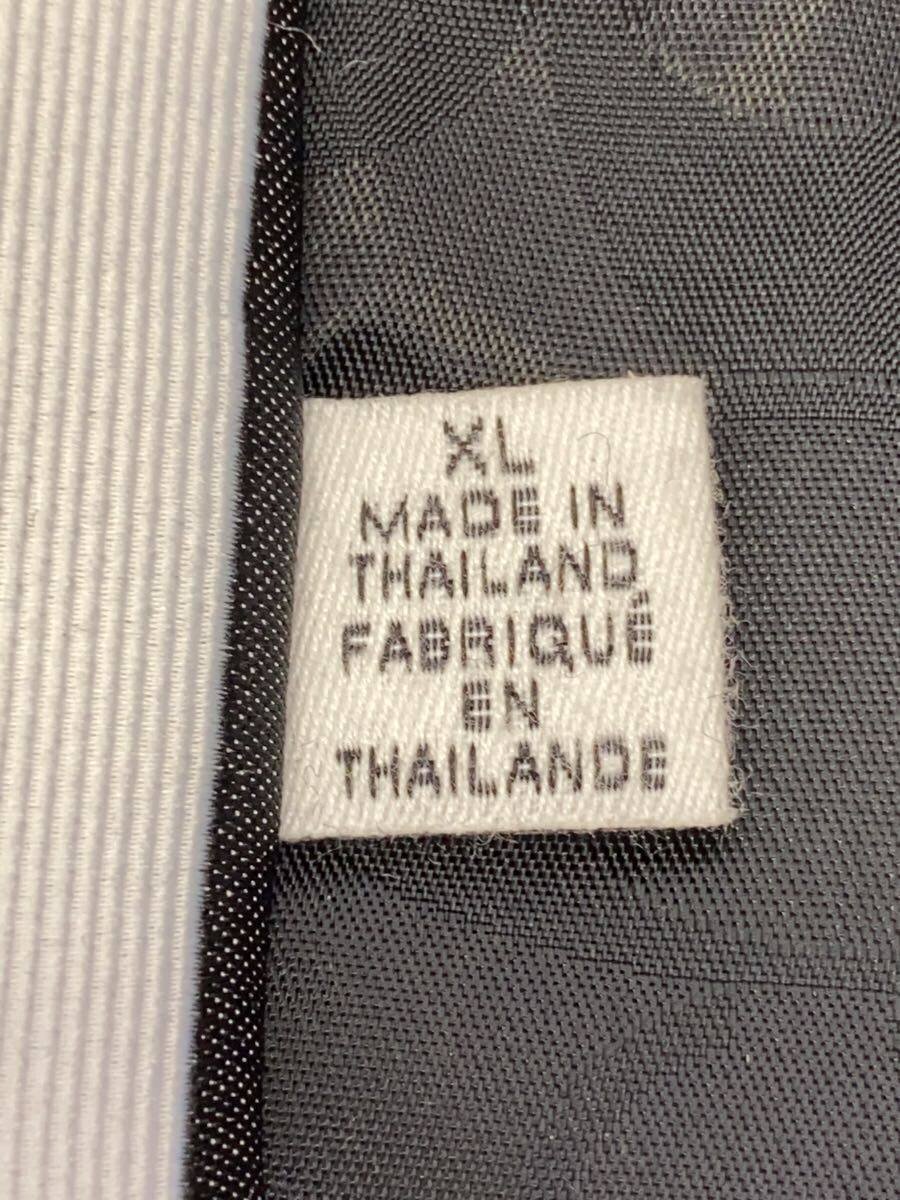 XL
MADE IN
THAILAND
FABRIQUÉ
EN
THAILANDE